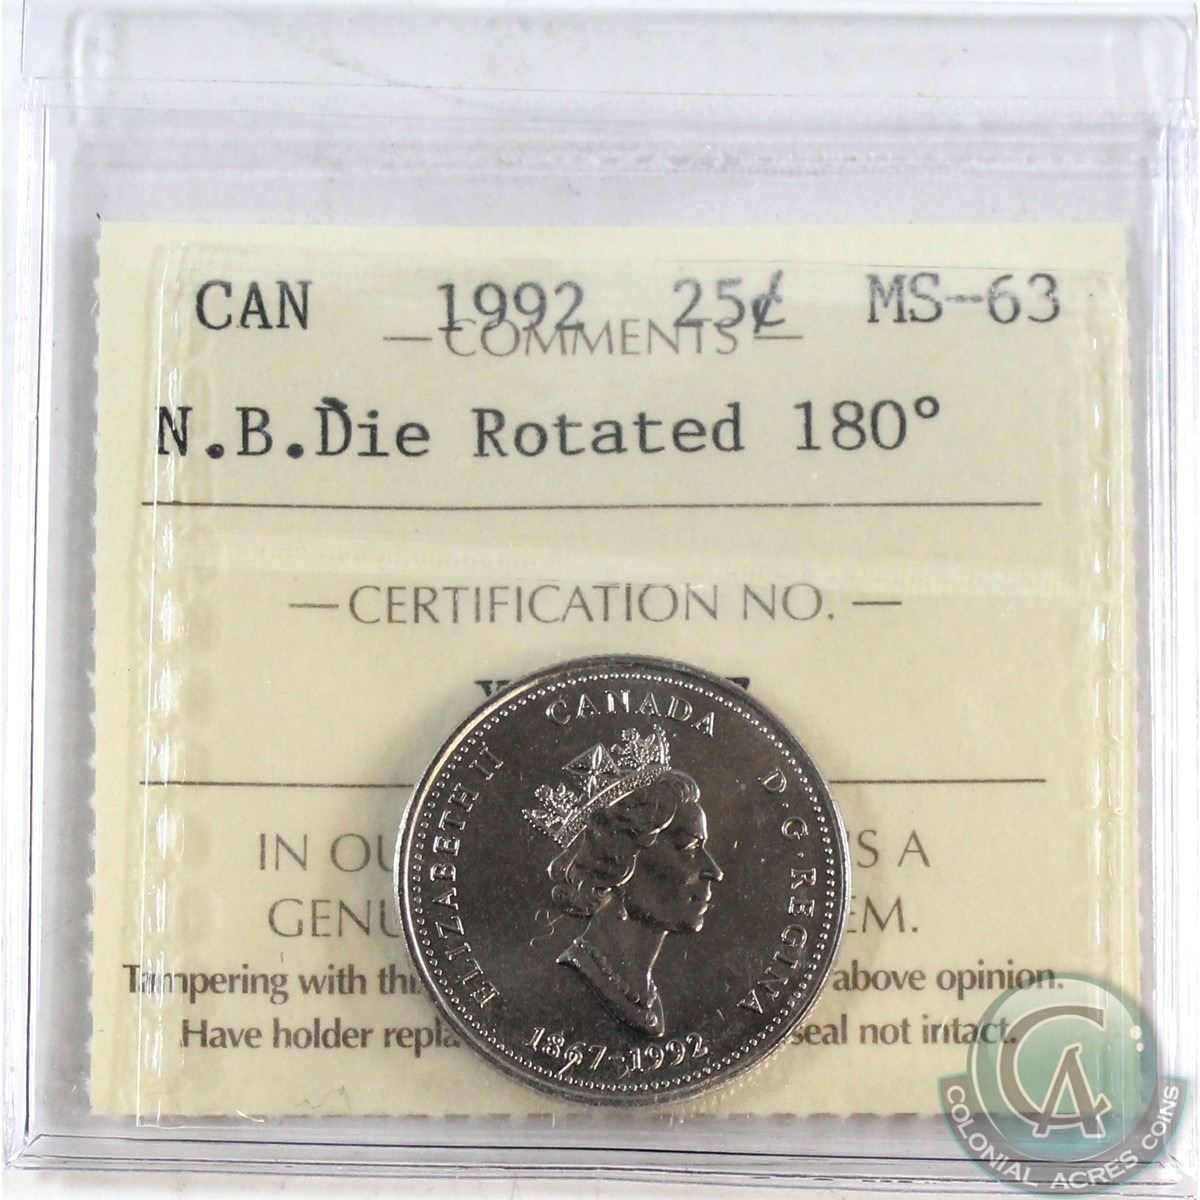 CAN 1992 25¢ MS-63
— COMMENTS —
N.B.Die Rotated 180°
— CERTIFICATION NO. —
IN OU S A
GENU EM.
Tampering with thi above opinion.
Have holder repla seal not intact.
CANADA
ELIZABETH II
D·G·REGINA
1867-1992
CA
COLONIAL ACRES COINS